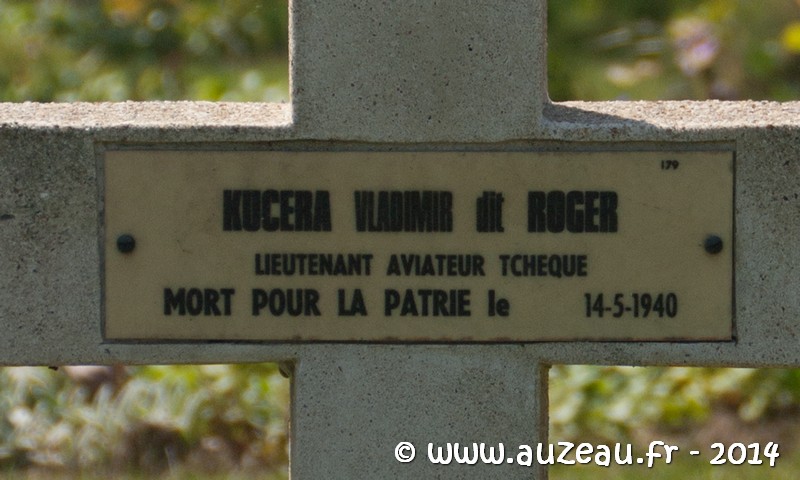 179
KUCERA VLADIMIR dit ROGER
LIEUTENANT AVIATEUR TCHEQUE
MORT POUR LA PATRIE le 14-5-1940
© www.auzeau.fr - 2014